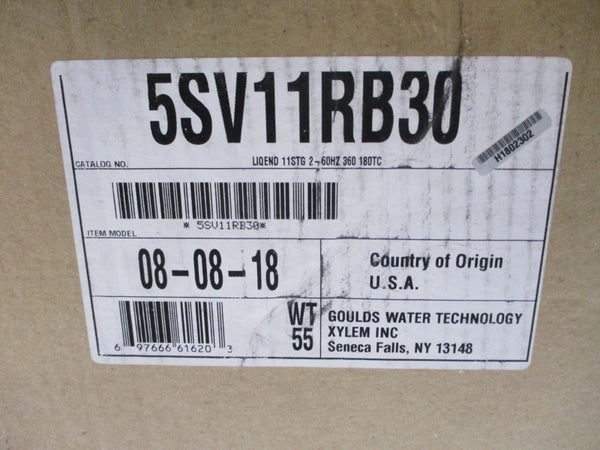 5SV11RB30
H1802302
CATALOG NO.
LIQEND 11STG 2-60HZ 360 180TC
* 5SV11RB30*
ITEM MODEL
08-08-18
Country of Origin
U.S.A.
6 97666 61620 3
WT
55
GOULDS WATER TECHNOLOGY
XYLEM INC
Seneca Falls, NY 13148